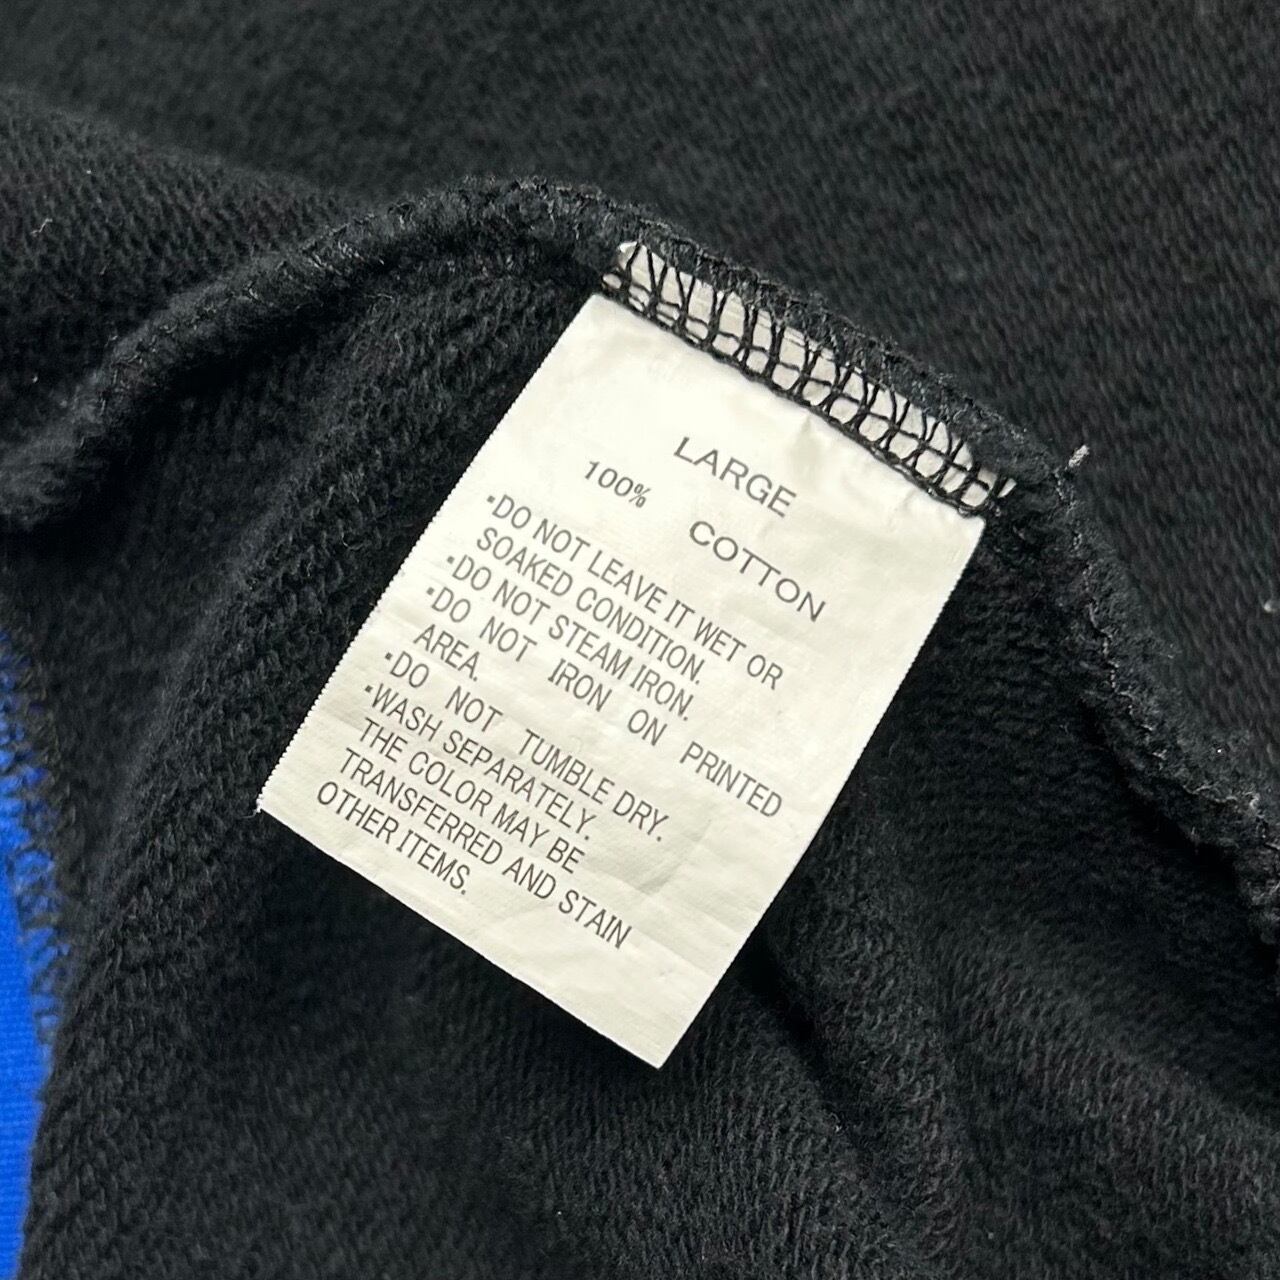 LARGE
100% COTTON
·DO NOT LEAVE IT WET OR
SOAKED CONDITION.
·DO NOT STEAM IRON.
·DO NOT IRON ON PRINTED
AREA.
·DO NOT TUMBLE DRY.
·WASH SEPARATELY.
THE COLOR MAY BE
TRANSFERRED AND STAIN
OTHER ITEMS.